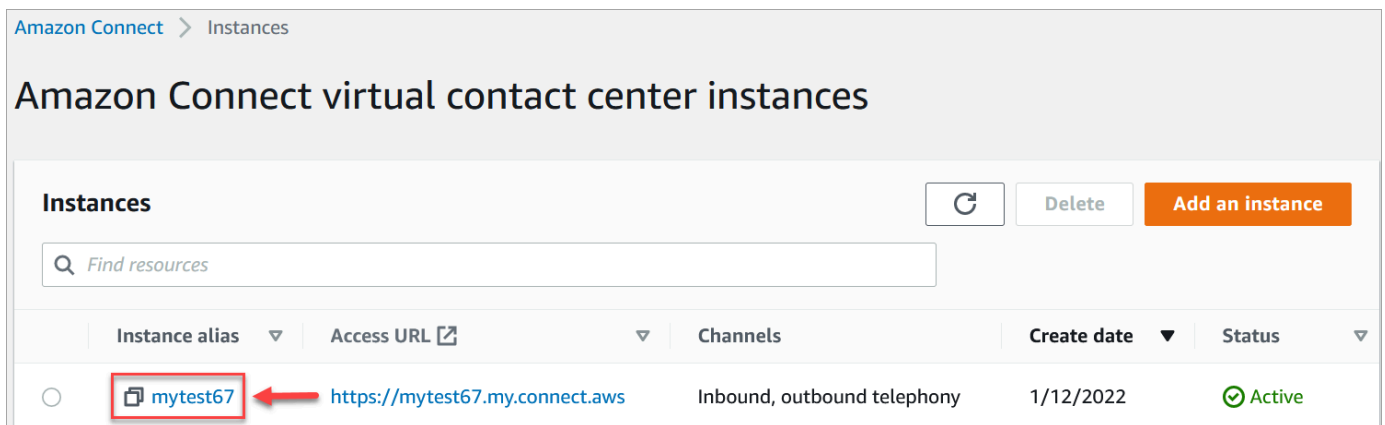 Amazon Connect > Instances
Amazon Connect virtual contact center instances
Instances
Delete
Add an instance
Find resources
Instance alias Access URL Channels Create date Status
mytest67 https://mytest67.my.connect.aws Inbound, outbound telephony 1/12/2022 Active